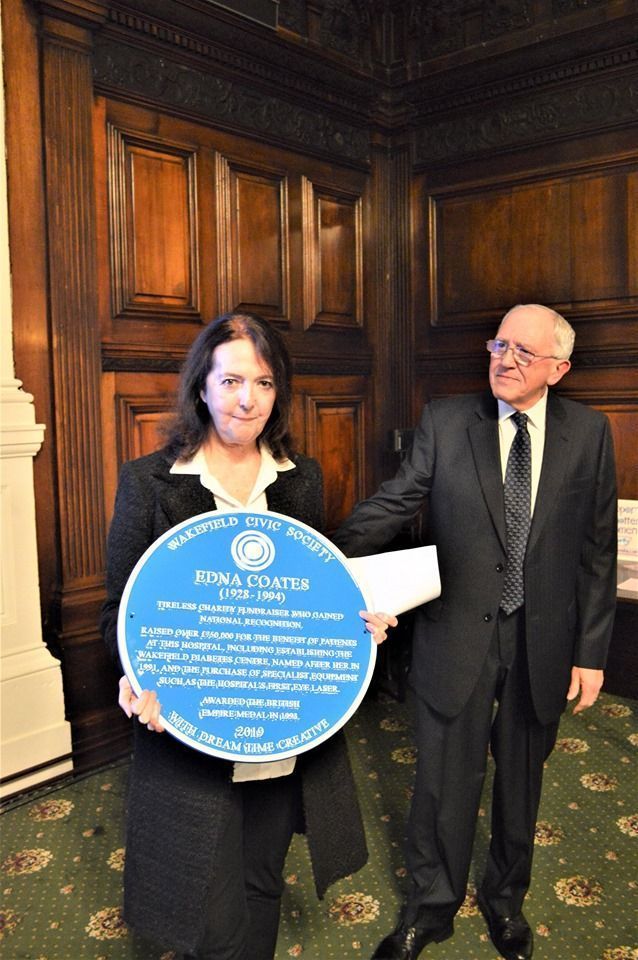 WAKEFIELD CIVIC SOCIETY
EDNA COATES
(1928-1994)
TIRELESS CHARITY FUNDRAISER WHO GAINED
NATIONAL RECOGNITION.
RAISED OVER £750,000 FOR THE BENEFIT OF PATIENTS
AT THIS HOSPITAL, INCLUDING ESTABLISHING THE
WAKEFIELD DIABETES CENTRE, NAMED AFTER HER IN
1991, AND THE PURCHASE OF SPECIALIST EQUIPMENT
SUCH AS THE HOSPITAL'S FIRST EYE LASER.
AWARDED THE BRITISH
EMPIRE MEDAL IN 1993.
2019
WITH DREAM TIME CREATIVE